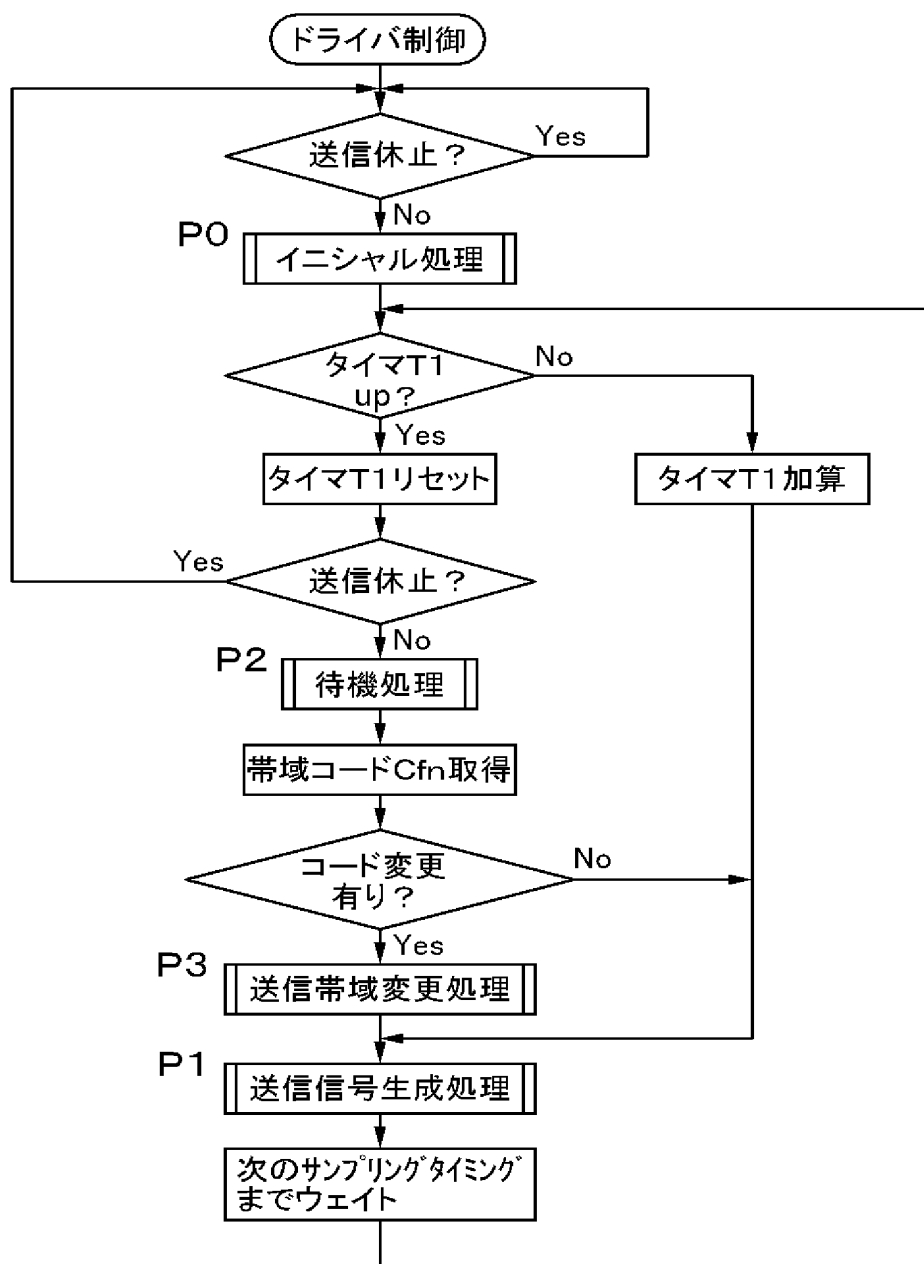 ドライバ制御
送信休止？
Yes
No
P0
イニシャル処理
タイマT1
up？
No
Yes
タイマT1リセット
タイマT1加算
送信休止？
Yes
No
P2
待機処理
帯域コードCfn取得
コード変更
有り？
No
Yes
P3
送信帯域変更処理
P1
送信信号生成処理
次のサンプリングタイミング
までウェイト